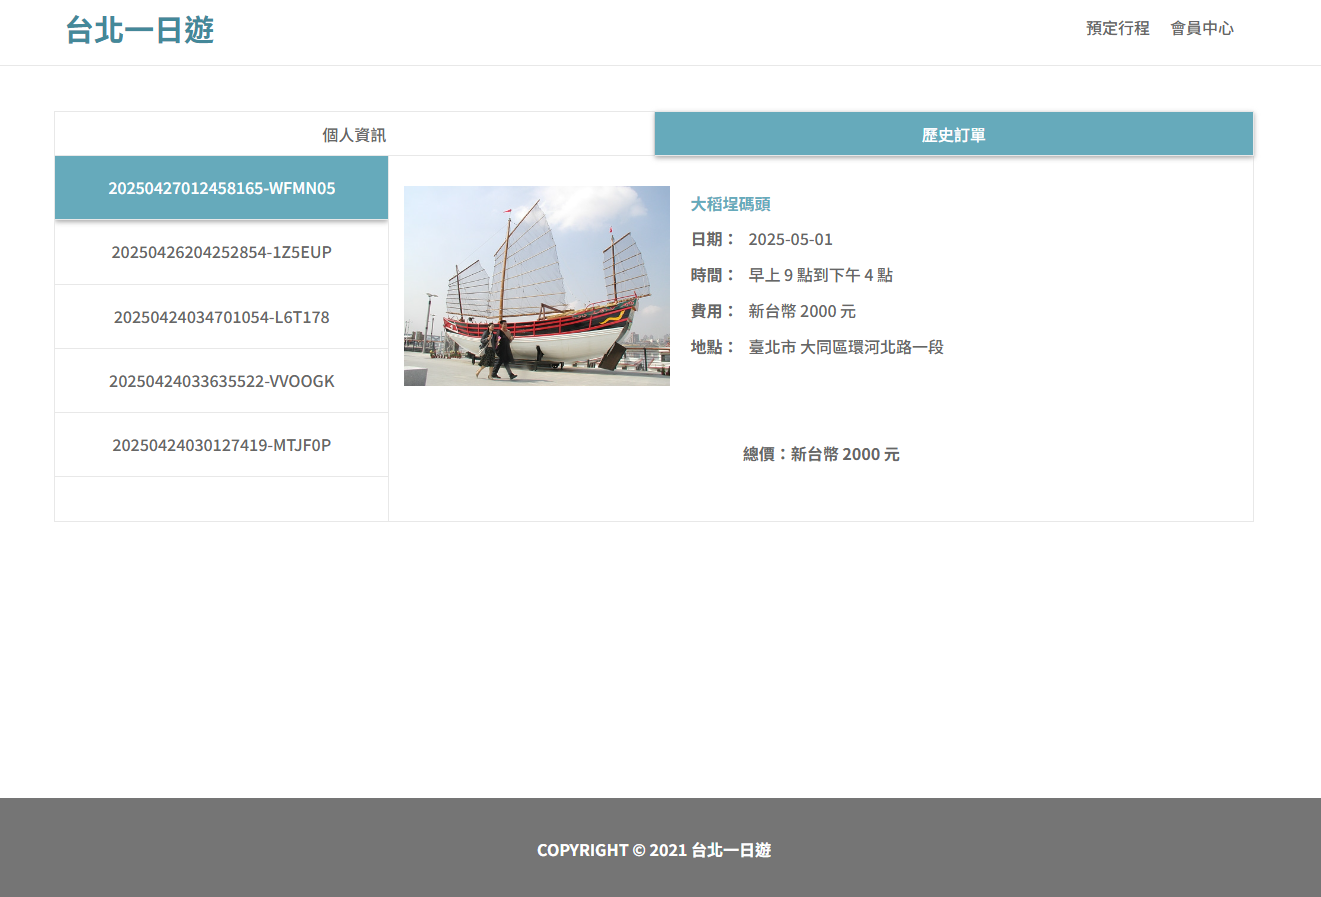 台北一日遊
預定行程 會員中心
個人資訊 歷史訂單
20250427012458165-WFMN05
20250426204252854-1Z5EUP
20250424034701054-L6T178
20250424033635522-VVOOGK
20250424030127419-MTJF0P
大稻埕碼頭
日期： 2025-05-01
時間： 早上 9 點到下午 4 點
費用： 新台幣 2000 元
地點： 臺北市 大同區環河北路一段
總價：新台幣 2000 元
COPYRIGHT © 2021 台北一日遊